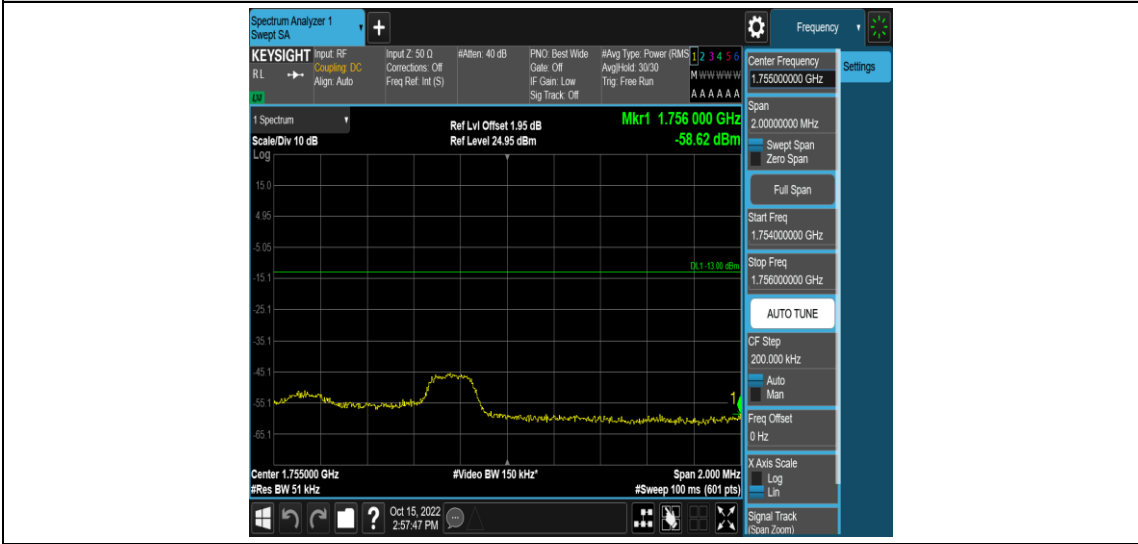 Spectrum Analyzer 1
Swept SA
+
Frequency
KEYSIGHT
RL
Input: RF
Coupling: DC
Align: Auto
Input Z: 50 Ω
Corrections: Off
Freq Ref: Int (S)
#Atten: 40 dB
PNO: Best Wide
Gate: Off
IF Gain: Low
Sig Track: Off
#Avg Type: Power (RMS
Avg|Hold: 30/30
Trig: Free Run
1 2 3 4 5 6
M W W W W W
A A A A A A
1 Spectrum
Scale/Div 10 dB
Log
Ref Lvl Offset 1.95 dB
Ref Level 24.95 dBm
Mkr1 1.756 000 GHz
-58.62 dBm
15.0
4.95
-5.05
-15.1
-25.1
-35.1
-45.1
-55.1
-65.1
DL1 -13.00 dBm
1
Center 1.755000 GHz
#Res BW 51 kHz
#Video BW 150 kHz*
Span 2.000 MHz
#Sweep 100 ms (601 pts)
?
Oct 15, 2022
2:57:47 PM
Center Frequency
1.755000000 GHz
Settings
Span
2.00000000 MHz
Swept Span
Zero Span
Full Span
Start Freq
1.754000000 GHz
Stop Freq
1.756000000 GHz
AUTO TUNE
CF Step
200.000 kHz
Auto
Man
Freq Offset
0 Hz
X Axis Scale
Log
Lin
Signal Track
(Span Zoom)